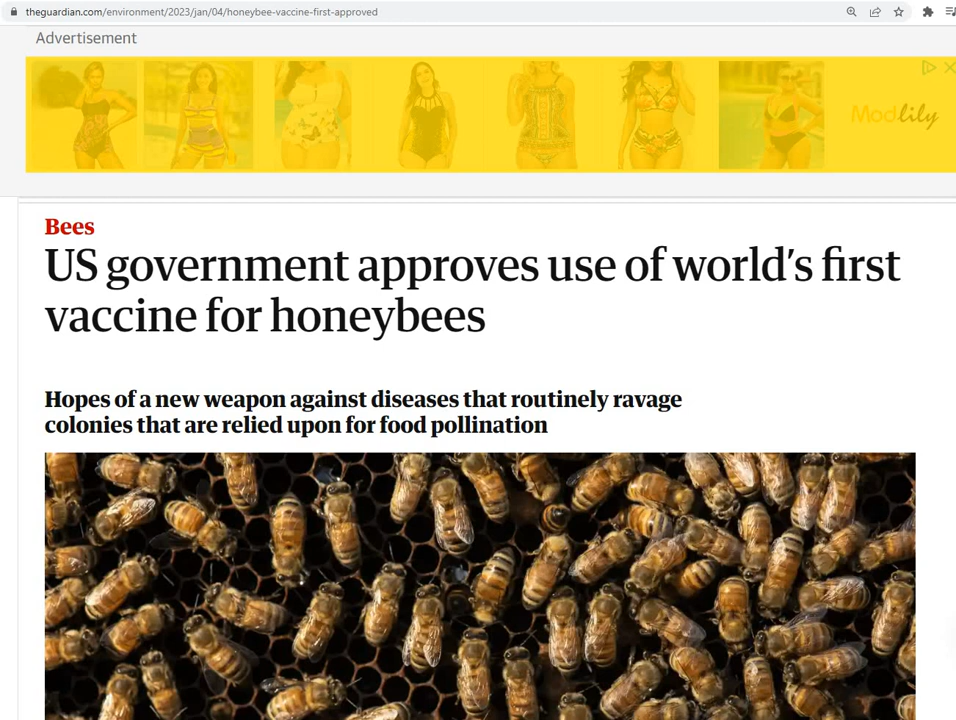 theguardian.com/environment/2023/jan/04/honeybee-vaccine-first-approved
Advertisement
Modlily
Bees
US government approves use of world’s first
vaccine for honeybees
Hopes of a new weapon against diseases that routinely ravage
colonies that are relied upon for food pollination